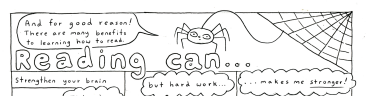 And for good reason!
There are many benefits
to learning how to read.
Reading can...
Strengthen your brain
but hard work...
...makes me stronger!